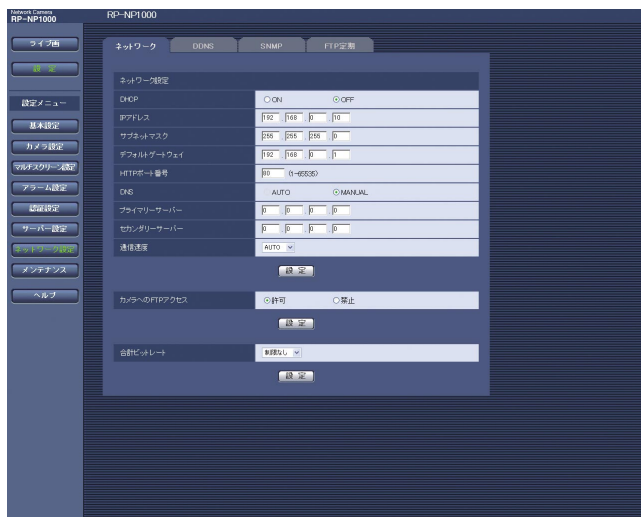 Network Camera
RP-NP1000
RP-NP1000
ライブ画
設 定
設定メニュー
基本設定
カメラ設定
マルチスクリーン設定
アラーム設定
認証設定
サーバー設定
ネットワーク設定
メンテナンス
ヘルプ
ネットワーク DDNS SNMP FTP定期
ネットワーク設定
DHCP ON OFF
IPアドレス 192 . 168 . 0 . 10
サブネットマスク 255 . 255 . 255 . 0
デフォルトゲートウェイ 192 . 168 . 0 . 1
HTTPポート番号 80 (1-65535)
DNS AUTO MANUAL
プライマリーサーバー 0 . 0 . 0 . 0
セカンダリーサーバー 0 . 0 . 0 . 0
通信速度 AUTO
設 定
カメラへのFTPアクセス 許可 禁止
設 定
合計ビットレート 制限なし
設 定